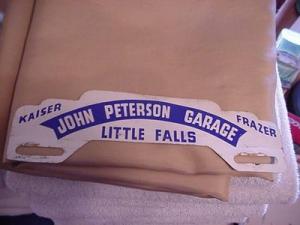 KAISER
FRAZER
JOHN PETERSON GARAGE
LITTLE FALLS